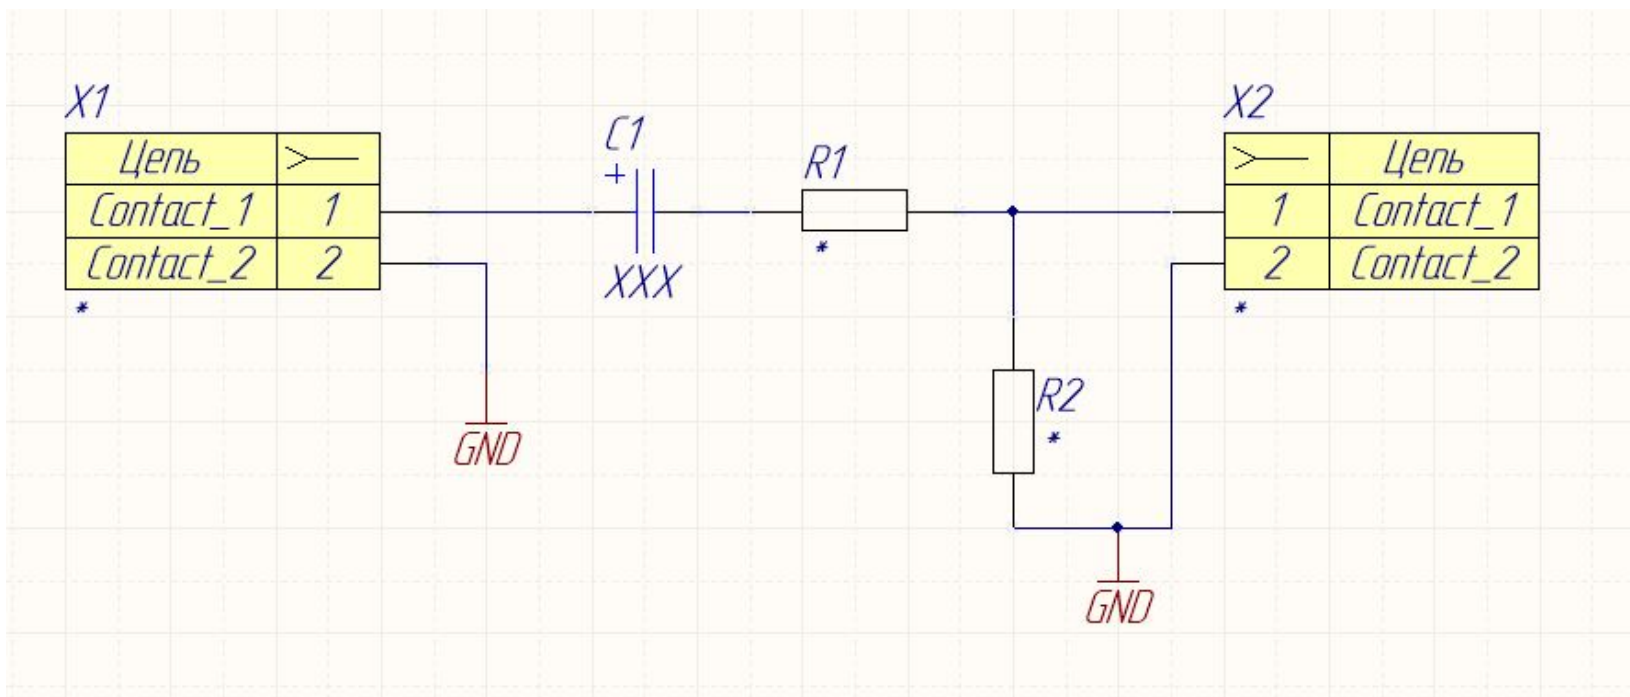 X1
Цепь
Contact_1 1
Contact_2 2
*
C1
+
XXX
R1
*
X2
Цепь
1 Contact_1
2 Contact_2
*
R2
*
GND
GND